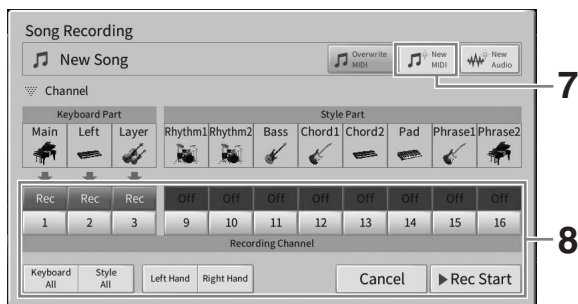 Song Recording
New Song
Overwrite MIDI
New MIDI
New Audio
7
Channel
Keyboard Part
Style Part
Main Left Layer Rhythm1 Rhythm2 Bass Chord1 Chord2 Pad Phrase1 Phrase2
Rec Rec Rec Off Off Off Off Off Off Off Off
1 2 3 9 10 11 12 13 14 15 16
8
Recording Channel
Keyboard All
Style All
Left Hand
Right Hand
Cancel
Rec Start